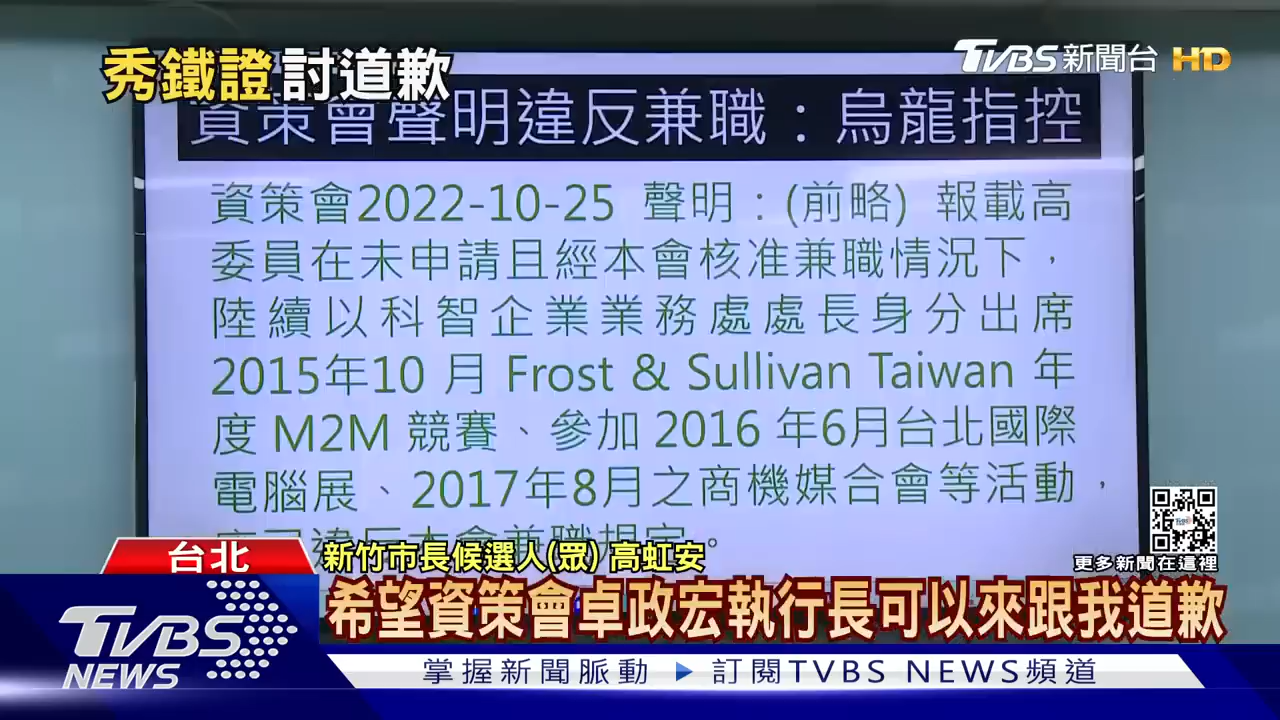 秀鐵證 討道歉
TVBS新聞台 HD
資策會聲明違反兼職：烏龍指控
資策會2022-10-25 聲明：(前略) 報載高
委員在未申請且經本會核准兼職情況下，
陸續以科智企業業務處處長身分出席
2015年10 月 Frost & Sullivan Taiwan 年
度 M2M 競賽、參加 2016 年6月台北國際
電腦展、2017年8月之商機媒合會等活動，
違反本會兼職規定。
更多新聞在這裡
台北
新竹市長候選人(眾) 高虹安
希望資策會卓政宏執行長可以來跟我道歉
TVBS NEWS
掌握新聞脈動 訂閱TVBS NEWS頻道